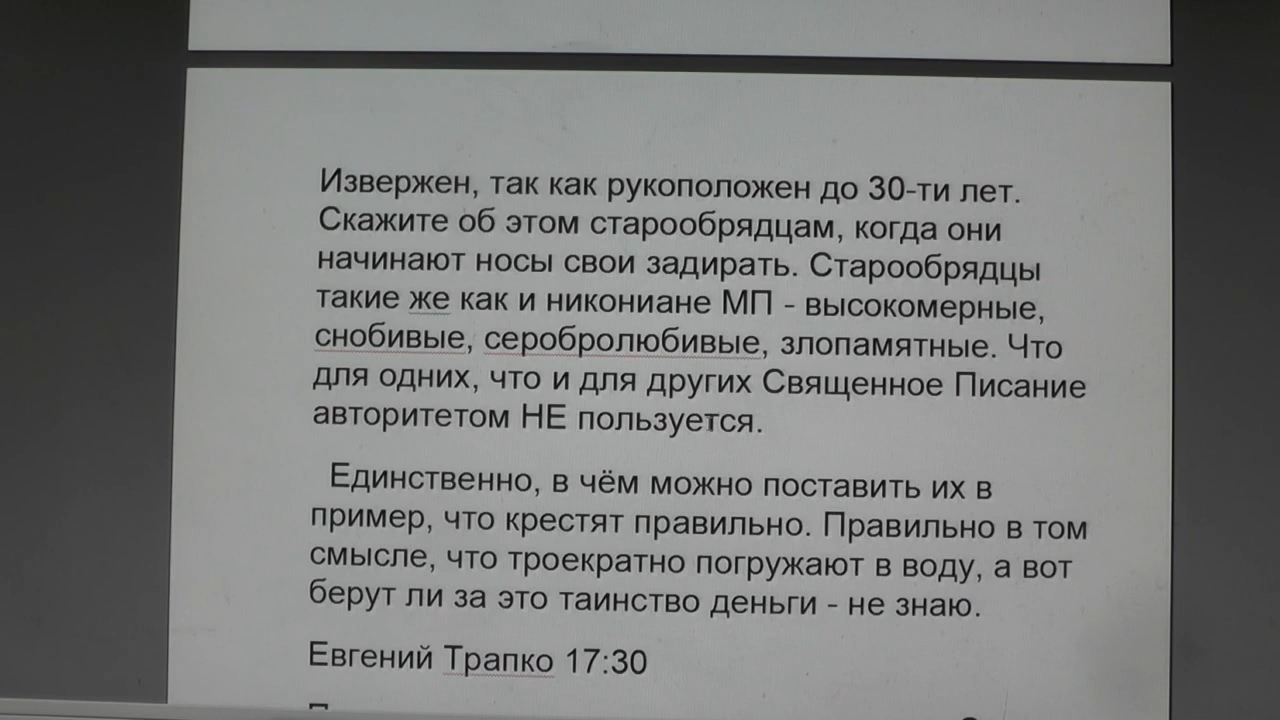 Извержен, так как рукоположен до 30-ти лет.
Скажите об этом старообрядцам, когда они
начинают носы свои задирать. Старообрядцы
такие же как и никониане МП - высокомерные,
снобивые, серобролюбивые, злопамятные. Что
для одних, что и для других Священное Писание
авторитетом НЕ пользуется.
Единственно, в чём можно поставить их в
пример, что крестят правильно. Правильно в том
смысле, что троекратно погружают в воду, а вот
берут ли за это таинство деньги - не знаю.
Евгений Трапко 17:30